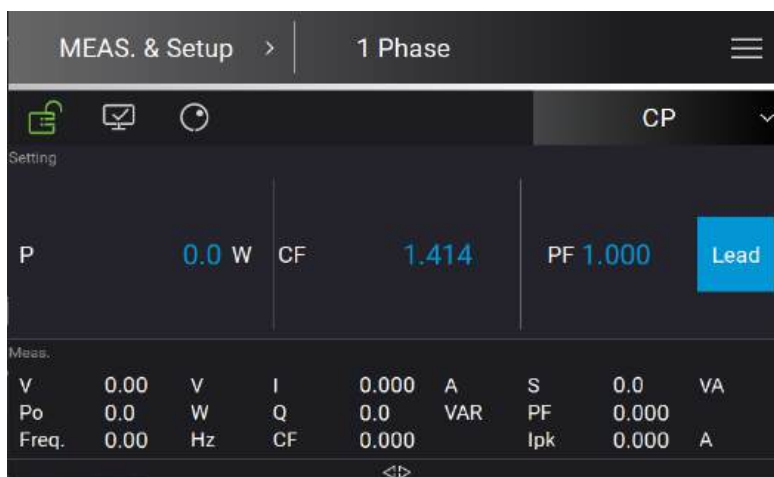 MEAS. & Setup > 1 Phase
CP
Setting
P 0.0 W CF 1.414 PF 1.000 Lead
Meas.
V 0.00 V I 0.000 A S 0.0 VA
Po 0.0 W Q 0.0 VAR PF 0.000
Freq. 0.00 Hz CF 0.000 Ipk 0.000 A